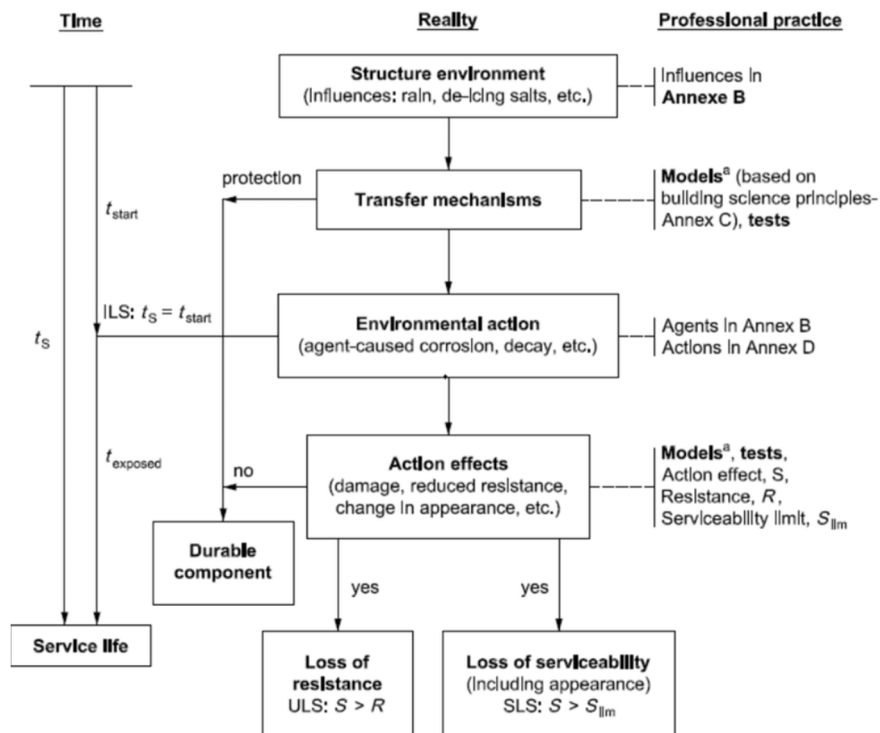 Time
Reality
Professional practice
Structure environment
(Influences: rain, de-icing salts, etc.)
Influences in
Annexe B
protection
Transfer mechanisms
Modelsᵃ (based on
building science principles-
Annex C), tests
t_start
ILS: t_S = t_start
Environmental action
(agent-caused corrosion, decay, etc.)
Agents in Annex B
Actions in Annex D
t_S
t_exposed
no
Action effects
(damage, reduced resistance,
change in appearance, etc.)
Modelsᵃ, tests,
Action effect, S,
Resistance, R,
Serviceability limit, S_lim
Durable
component
yes
yes
Service life
Loss of
resistance
ULS: S > R
Loss of serviceability
(including appearance)
SLS: S > S_lim